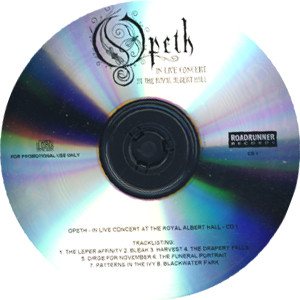 Opeth
IN LIVE CONCERT
AT THE ROYAL ALBERT HALL
FOR PROMOTIONAL USE ONLY
ROADRUNNER
RECORDS
CD 1
OPETH - IN LIVE CONCERT AT THE ROYAL ALBERT HALL - CD 1
TRACKLISTING:
1. THE LEPER AFFINITY 2. BLEAK 3. HARVEST 4. THE DRAPERY FALLS
5. DIRGE FOR NOVEMBER 6. THE FUNERAL PORTRAIT
7. PATTERNS IN THE IVY 8. BLACKWATER PARK